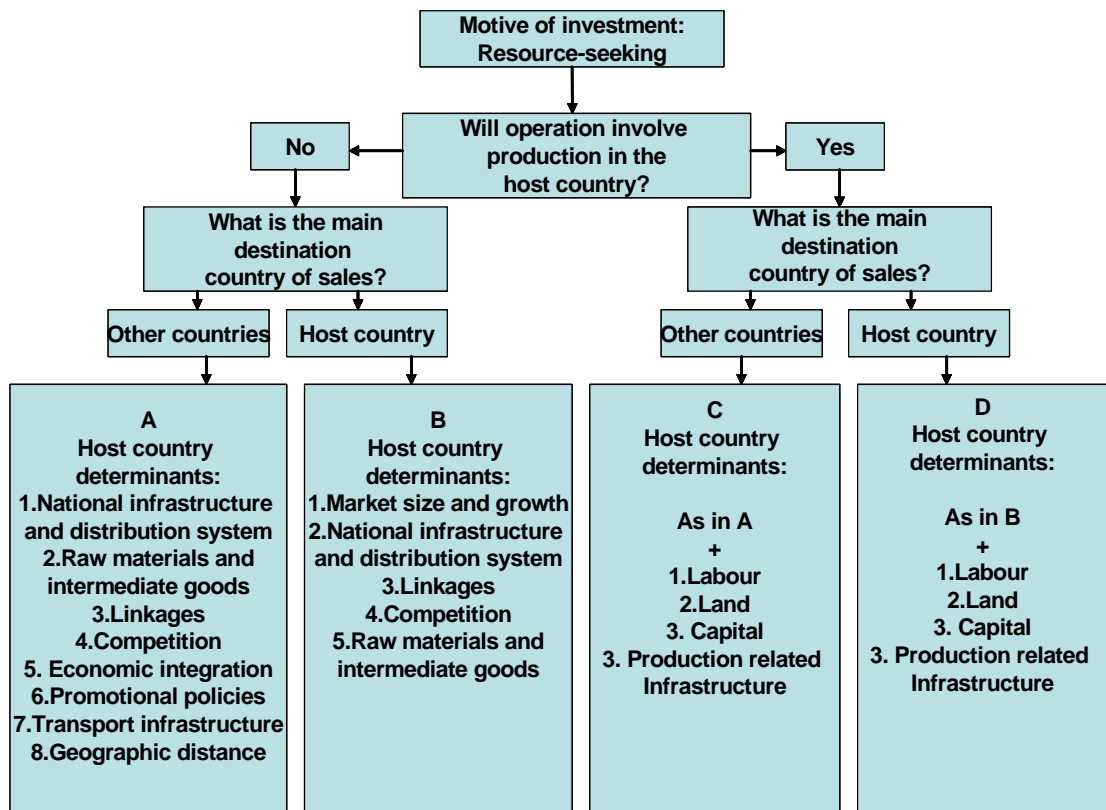 Motive of investment:
Resource-seeking
Will operation involve
production in the
host country?
No
Yes
What is the main
destination
country of sales?
What is the main
destination
country of sales?
Other countries
Host country
Other countries
Host country
A
Host country
determinants:
1.National infrastructure
and distribution system
2.Raw materials and
intermediate goods
3.Linkages
4.Competition
5. Economic integration
6.Promotional policies
7.Transport infrastructure
8.Geographic distance
B
Host country
determinants:
1.Market size and growth
2.National infrastructure
and distribution system
3.Linkages
4.Competition
5.Raw materials and
intermediate goods
C
Host country
determinants:
As in A
+
1.Labour
2.Land
3. Capital
3. Production related
Infrastructure
D
Host country
determinants:
As in B
+
1.Labour
2.Land
3. Capital
3. Production related
Infrastructure